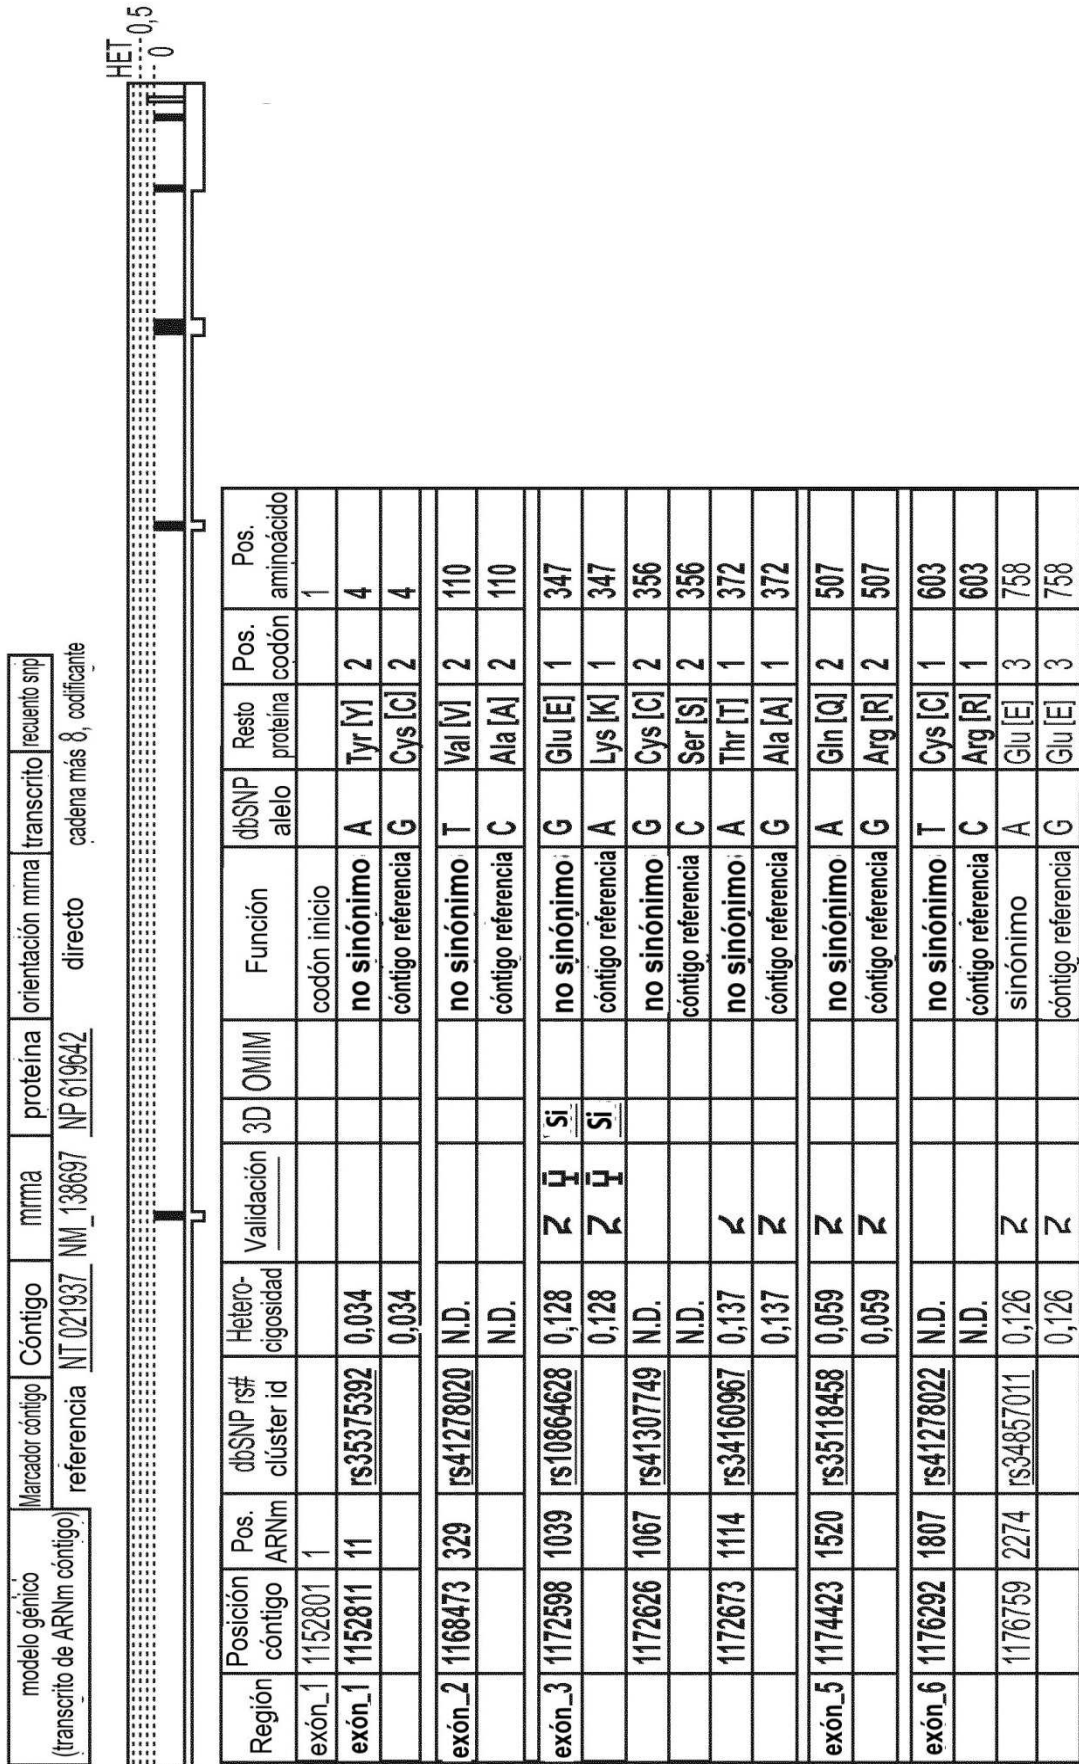 modelo génico (transcrito de ARNm cóntigo) | Marcador cóntigo | Cóntigo | mrma | proteína | orientación mrna | transcrito | recuento snp
referencia NT 021937 NM_138697 NP 619642 directo cadena más 8, codificante
HET
0,5
0
Región | Posición cóntigo | Pos. ARNm | dbSNP rs# clúster id | Hetero-cigosidad | Validación | 3D | OMIM | Función | dbSNP alelo | Resto proteína | Pos. codón | Pos. aminoácido
exón_1 1152801 1 codón inicio 1
exón_1 1152811 11 rs35375392 0,034 no sinónimo A Tyr [Y] 2 4
0,034 cóntigo referencia G Cys [C] 2 4
exón_2 1168473 329 rs41278020 N.D. no sinónimo T Val [V] 2 110
N.D. cóntigo referencia C Ala [A] 2 110
exón_3 1172598 1039 rs10864628 0,128 Si no sinónimo G Glu [E] 1 347
0,128 Si cóntigo referencia A Lys [K] 1 347
1172626 1067 rs41307749 N.D. no sinónimo G Cys [C] 2 356
N.D. cóntigo referencia C Ser [S] 2 356
1172673 1114 rs34160967 0,137 no sinónimo A Thr [T] 1 372
0,137 cóntigo referencia G Ala [A] 1 372
exón_5 1174423 1520 rs35118458 0,059 no sinónimo A Gln [Q] 2 507
0,059 cóntigo referencia G Arg [R] 2 507
exón_6 1176292 1807 rs41278022 N.D. no sinónimo T Cys [C] 1 603
N.D. cóntigo referencia C Arg [R] 1 603
1176759 2274 rs34857011 0,126 sinónimo A Glu [E] 3 758
0,126 cóntigo referencia G Glu [E] 3 758